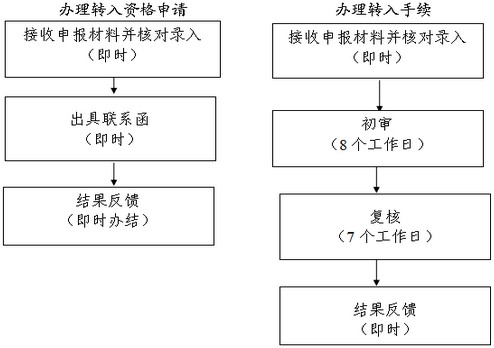 办理转入资格申请
接收申报材料并核对录入
（即时）
出具联系函
（即时）
结果反馈
（即时办结）
办理转入手续
接收申报材料并核对录入
（即时）
初审
（8个工作日）
复核
（7个工作日）
结果反馈
（即时）